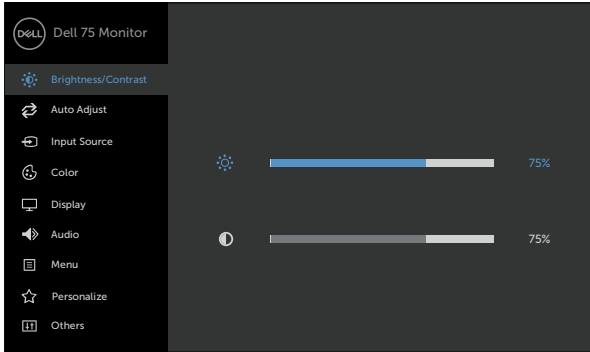 DELL
Dell 75 Monitor
Brightness/Contrast
Auto Adjust
Input Source
Color
Display
Audio
Menu
Personalize
Others
75%
75%